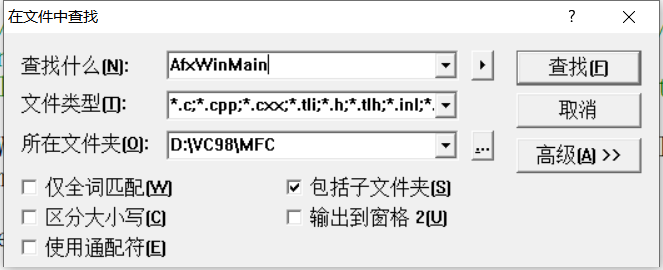 在文件中查找
查找什么(N): AfxWinMain 查找(F)
文件类型(T): *.c;*.cpp;*.cxx;*.tli;*.h;*.tlh;*.inl;*. 取消
所在文件夹(O): D:\VC98\MFC ... 高级(A) >>
仅全词匹配(W) 包括子文件夹(S)
区分大小写(C) 输出到窗格 2(U)
使用通配符(E)